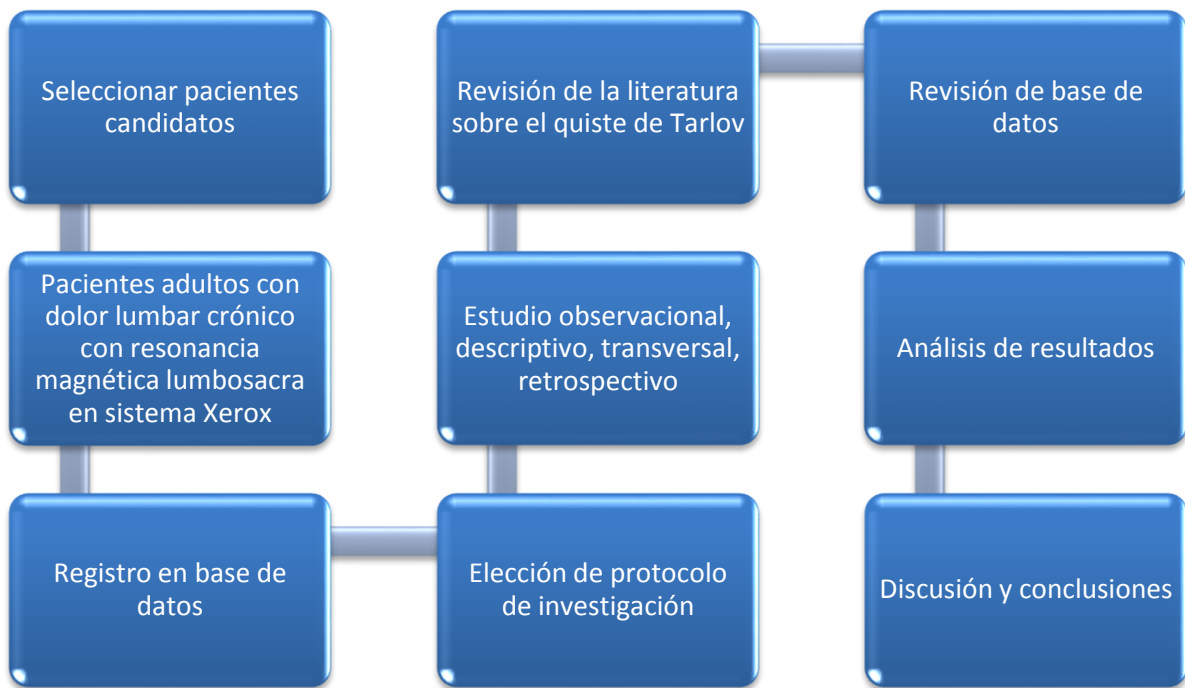 Seleccionar pacientes
candidatos
Pacientes adultos con
dolor lumbar crónico
con resonancia
magnética lumbosacra
en sistema Xerox
Registro en base de
datos
Elección de protocolo
de investigación
Estudio observacional,
descriptivo, transversal,
retrospectivo
Revisión de la literatura
sobre el quiste de Tarlov
Revisión de base de
datos
Análisis de resultados
Discusión y conclusiones